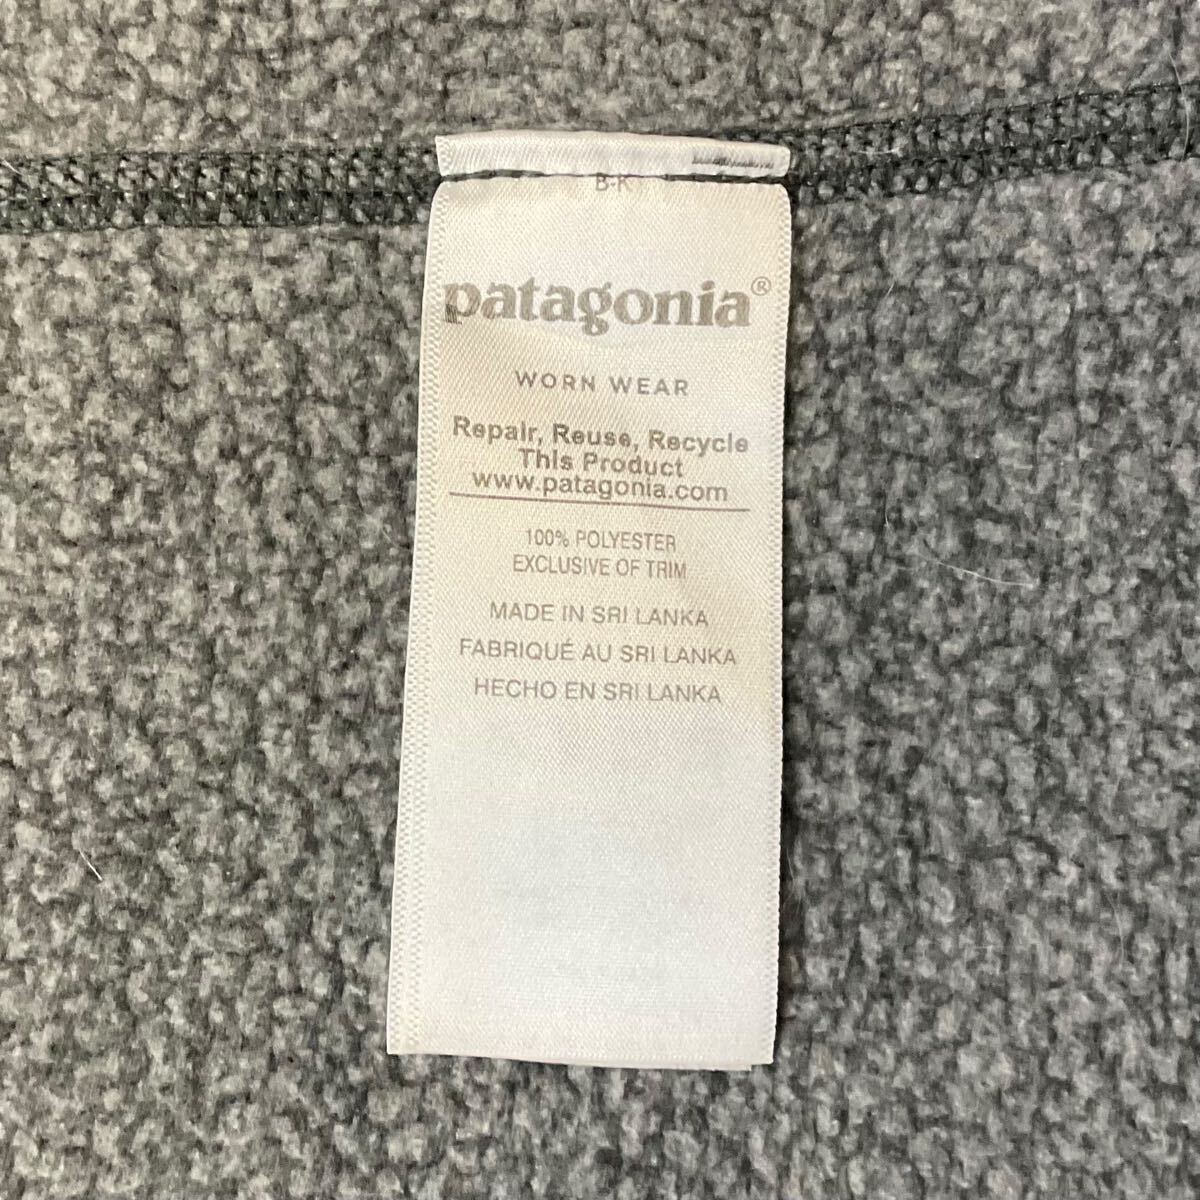 B-K
patagonia®
WORN WEAR
Repair, Reuse, Recycle
This Product
www.patagonia.com
100% POLYESTER
EXCLUSIVE OF TRIM
MADE IN SRI LANKA
FABRIQUÉ AU SRI LANKA
HECHO EN SRI LANKA